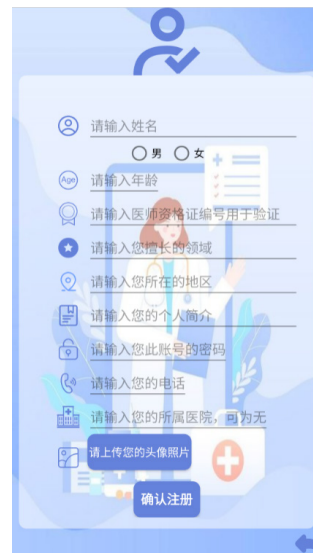 请输入姓名
男 女
Age 请输入年龄
请输入医师资格证编号用于验证
请输入您擅长的领域
请输入您所在的地区
请输入您的个人简介
请输入您此账号的密码
请输入您的电话
请输入您的所属医院，可为无
请上传您的头像照片
确认注册